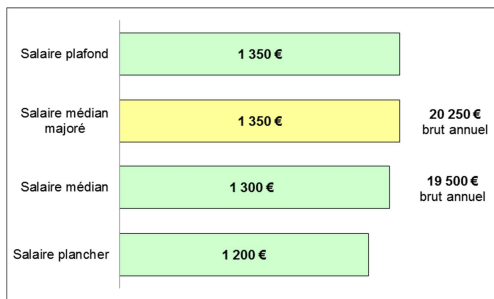 Salaire plafond
1 350 €
Salaire médian
majoré
1 350 €
20 250 €
brut annuel
Salaire médian
1 300 €
19 500 €
brut annuel
Salaire plancher
1 200 €